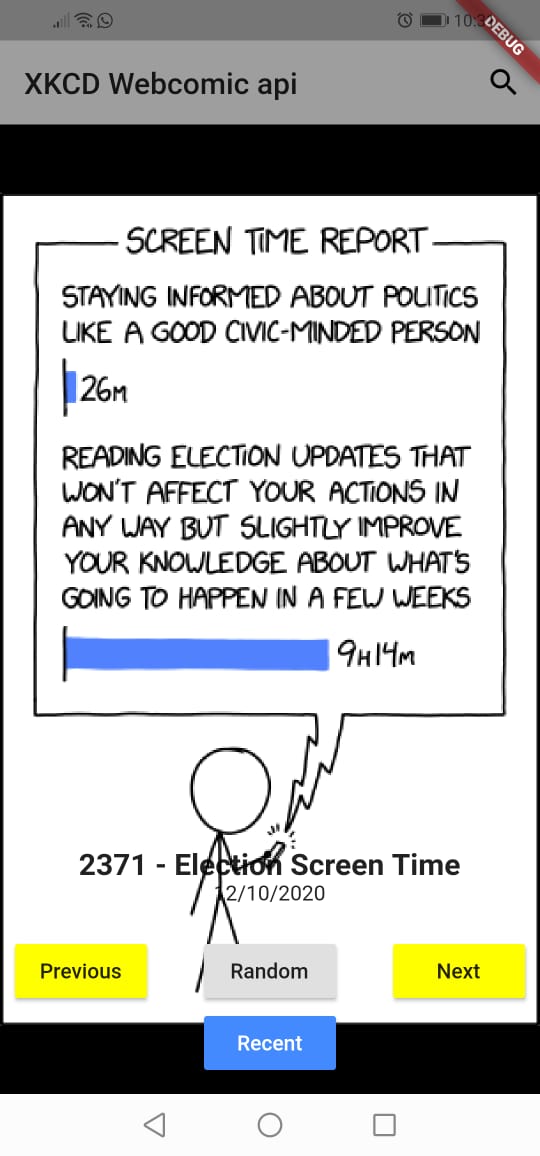 10:3
DEBUG
XKCD Webcomic api
SCREEN TIME REPORT
STAYING INFORMED ABOUT POLITICS
LIKE A GOOD CIVIC-MINDED PERSON
26M
READING ELECTION UPDATES THAT
WON'T AFFECT YOUR ACTIONS IN
ANY WAY BUT SLIGHTLY IMPROVE
YOUR KNOWLEDGE ABOUT WHAT'S
GOING TO HAPPEN IN A FEW WEEKS
9H14M
2371 - Election Screen Time
12/10/2020
Previous
Random
Next
Recent